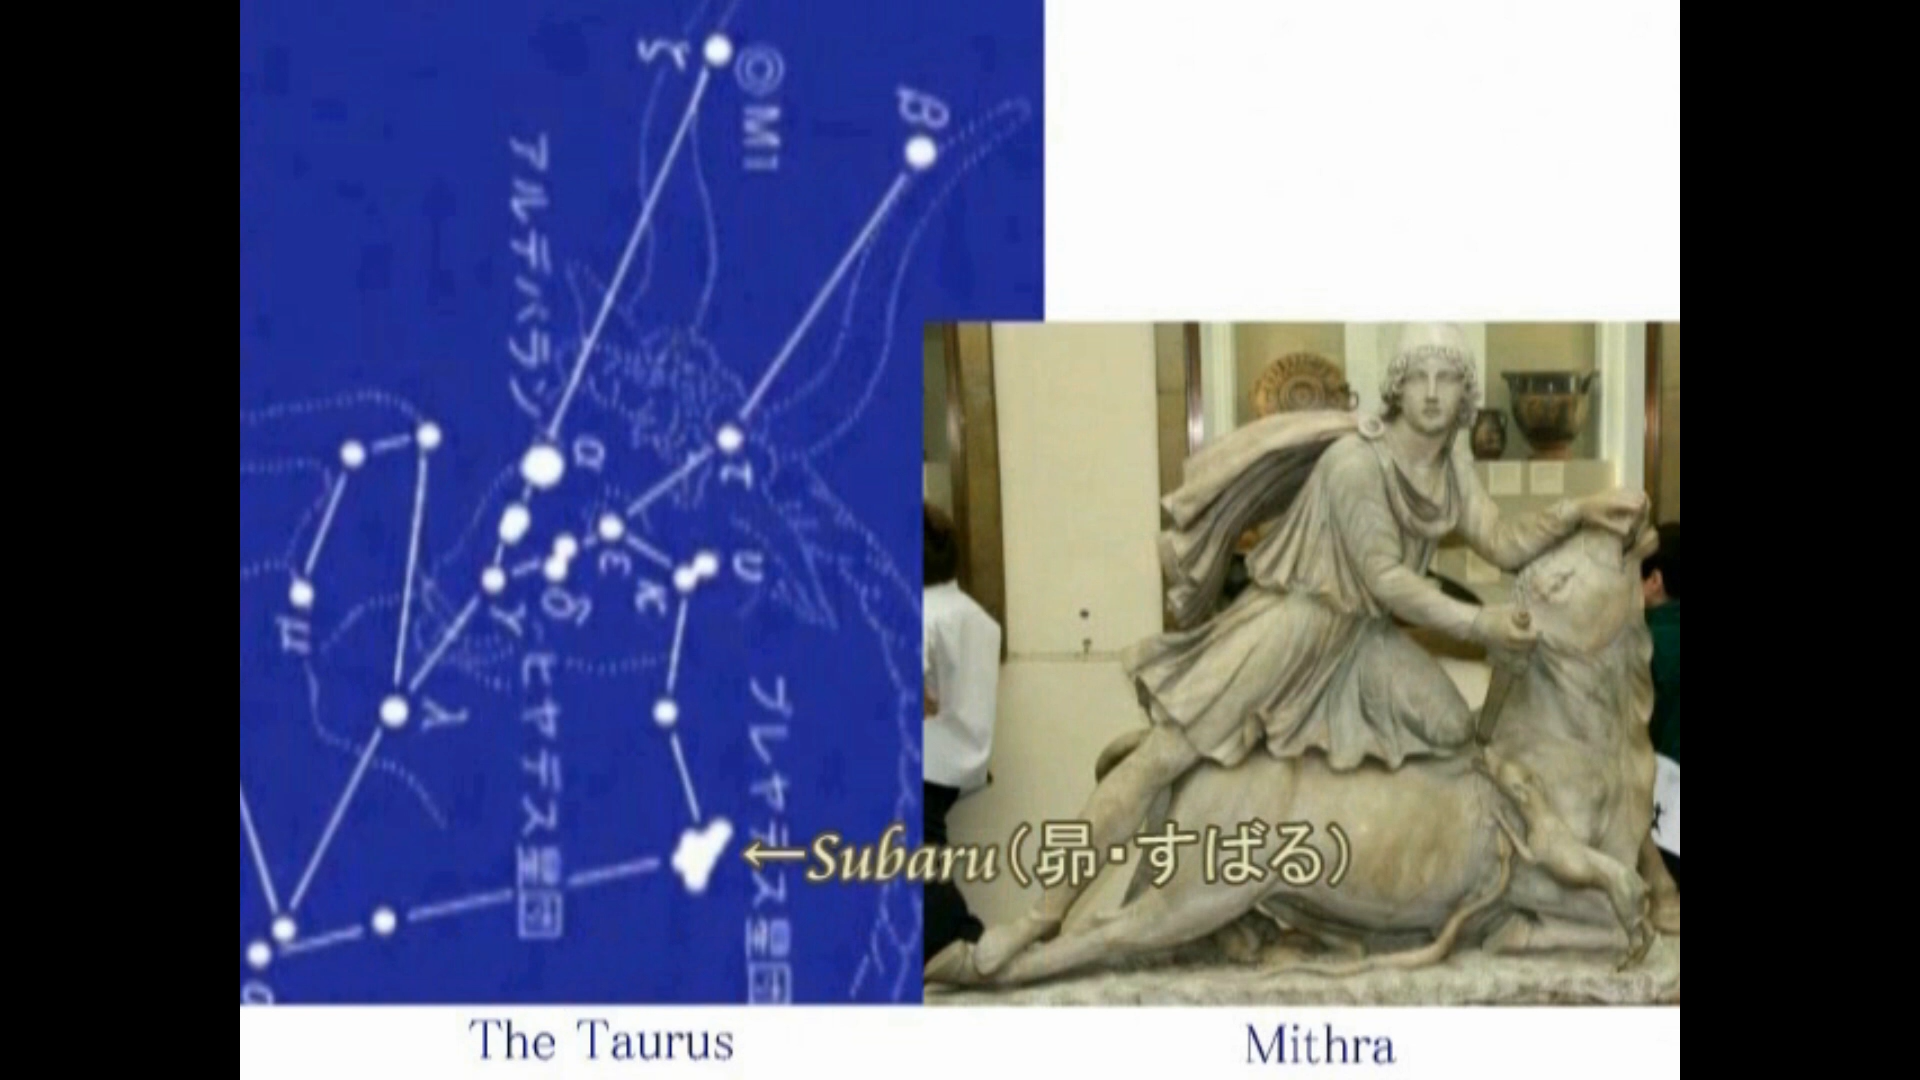 ζ
M1
β
アルデバラン
α
τ
ε
υ
κ
δ
γ
μ
λ
ヒヤデス星団
プレヤデス星団
←Subaru(昴・すばる)
ο
The Taurus
Mithra